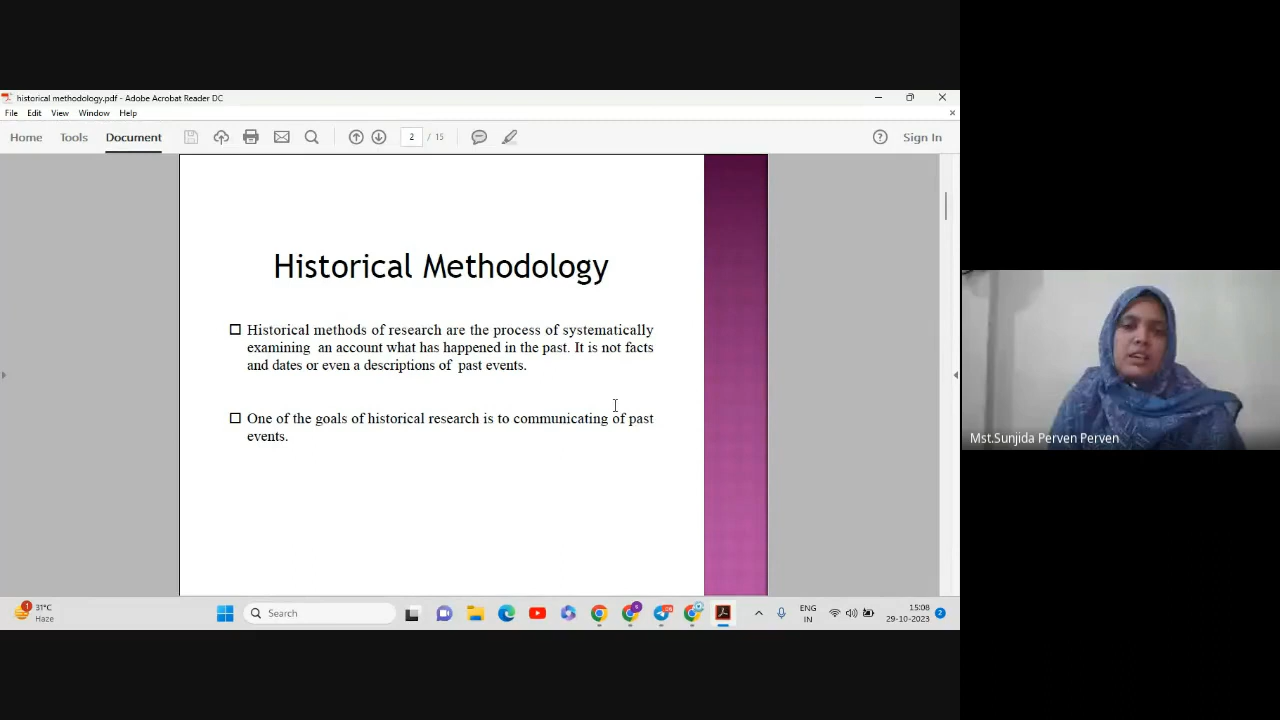 historical methodology.pdf - Adobe Acrobat Reader DC
File Edit View Window Help
Home Tools Document 2 / 15 Sign In
Historical Methodology
Historical methods of research are the process of systematically
examining an account what has happened in the past. It is not facts
and dates or even a descriptions of past events.
One of the goals of historical research is to communicating of past
events.
Mst.Sunjida Perven Perven
1
31°C
Haze
Search
ENG
IN
15:08
29-10-2023
2